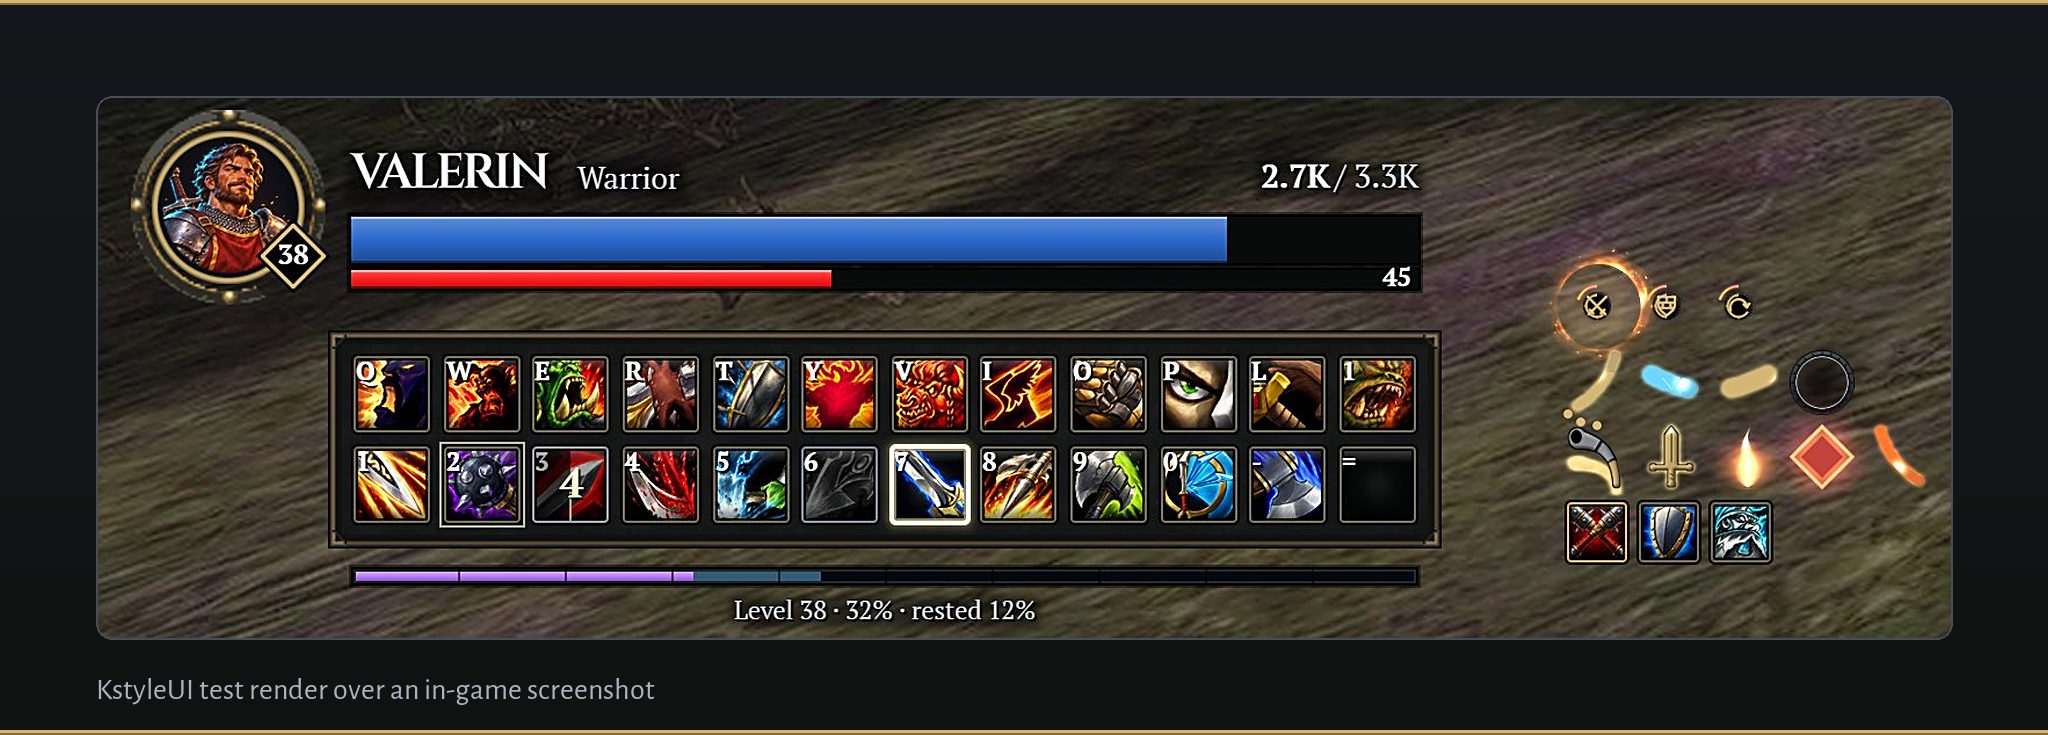 VALERIN Warrior 2.7K / 3.3K
38
45
Q W E R T Y V I O P L 1
1 2 3 4 4 5 6 7 8 9 0 - =
Level 38 · 32% · rested 12%
KstyleUI test render over an in-game screenshot